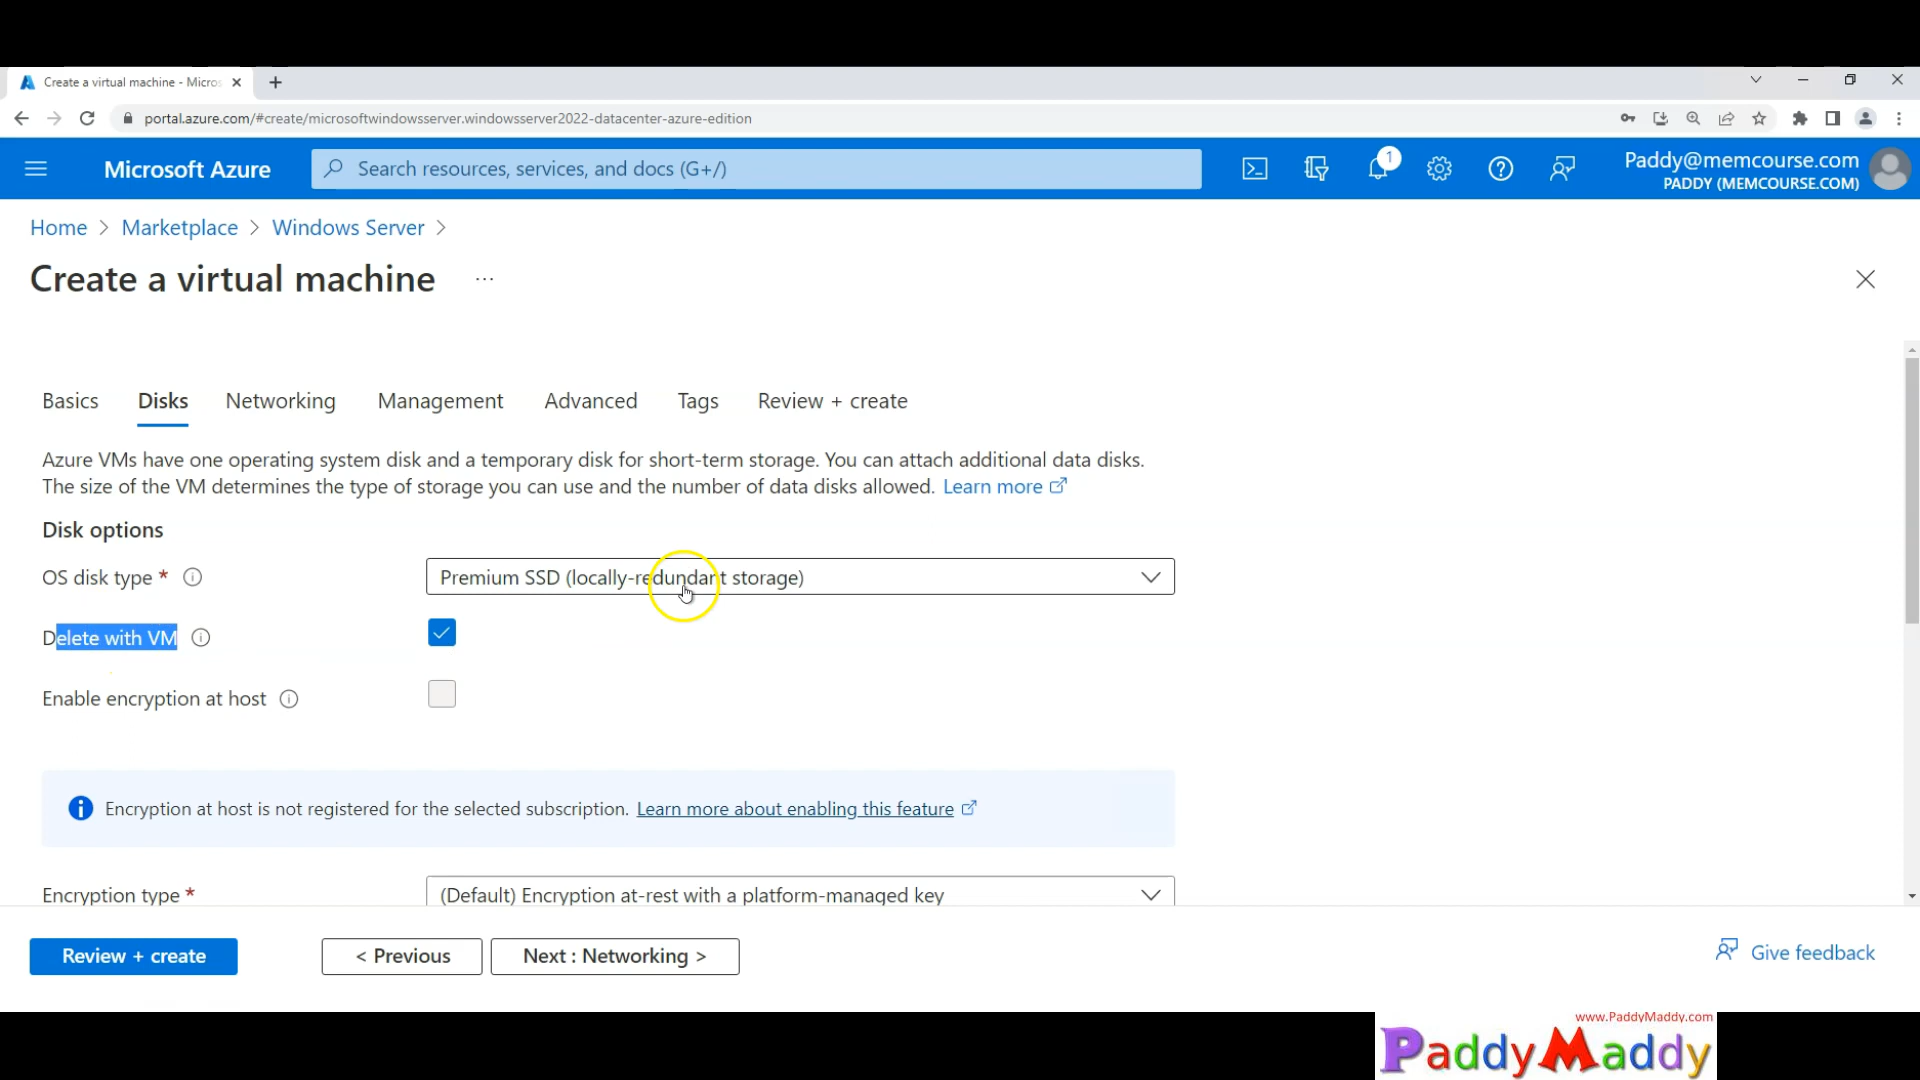 Create a virtual machine - Micros
portal.azure.com/#create/microsoftwindowsserver.windowsserver2022-datacenter-azure-edition
Microsoft Azure
Search resources, services, and docs (G+/)
1
Paddy@memcourse.com
PADDY (MEMCOURSE.COM)
Home > Marketplace > Windows Server >
Create a virtual machine ...
Basics Disks Networking Management Advanced Tags Review + create
Azure VMs have one operating system disk and a temporary disk for short-term storage. You can attach additional data disks.
The size of the VM determines the type of storage you can use and the number of data disks allowed. Learn more
Disk options
OS disk type * Premium SSD (locally-redundant storage)
Delete with VM
Enable encryption at host
Encryption at host is not registered for the selected subscription. Learn more about enabling this feature
Encryption type * (Default) Encryption at-rest with a platform-managed key
Review + create < Previous Next : Networking > Give feedback
www.PaddyMaddy.com
PaddyMaddy